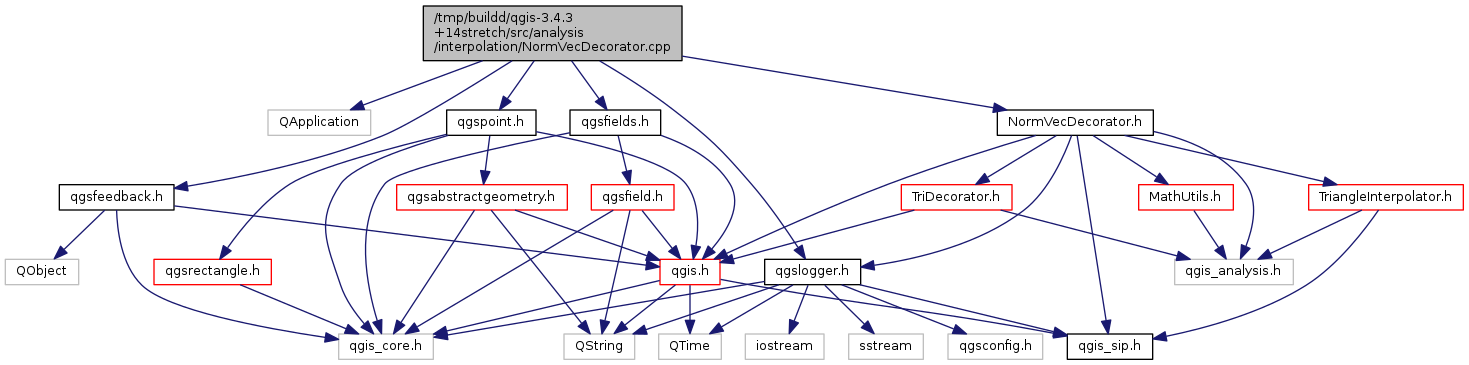 /tmp/buildd/qgis-3.4.3
+14stretch/src/analysis
/interpolation/NormVecDecorator.cpp
QApplication
qgspoint.h
qgsfields.h
NormVecDecorator.h
qgsfeedback.h
qgsabstractgeometry.h
qgsfield.h
TriDecorator.h
MathUtils.h
TriangleInterpolator.h
QObject
qgsrectangle.h
qgis.h
qgslogger.h
qgis_analysis.h
qgis_core.h
QString
QTime
iostream
sstream
qgsconfig.h
qgis_sip.h